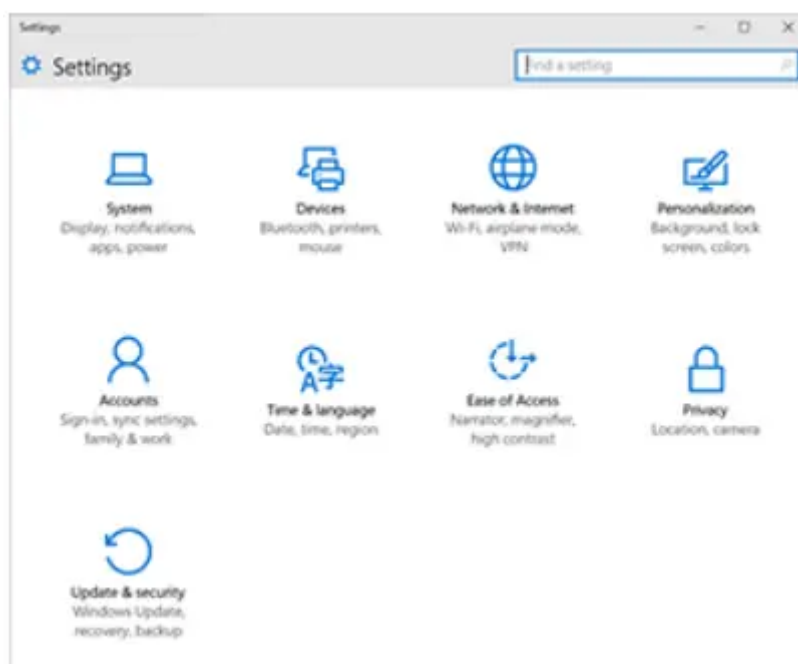 Settings
Settings
Find a setting
System
Display, notifications,
apps, power
Devices
Bluetooth, printers,
mouse
Network & Internet
Wi-Fi, airplane mode,
VPN
Personalization
Background, lock
screen, colors
Accounts
Sign-in, sync settings,
family & work
A字
Time & language
Date, time, region
Ease of Access
Narrator, magnifier,
high contrast
Privacy
Location, camera
Update & security
Windows Update,
recovery, backup